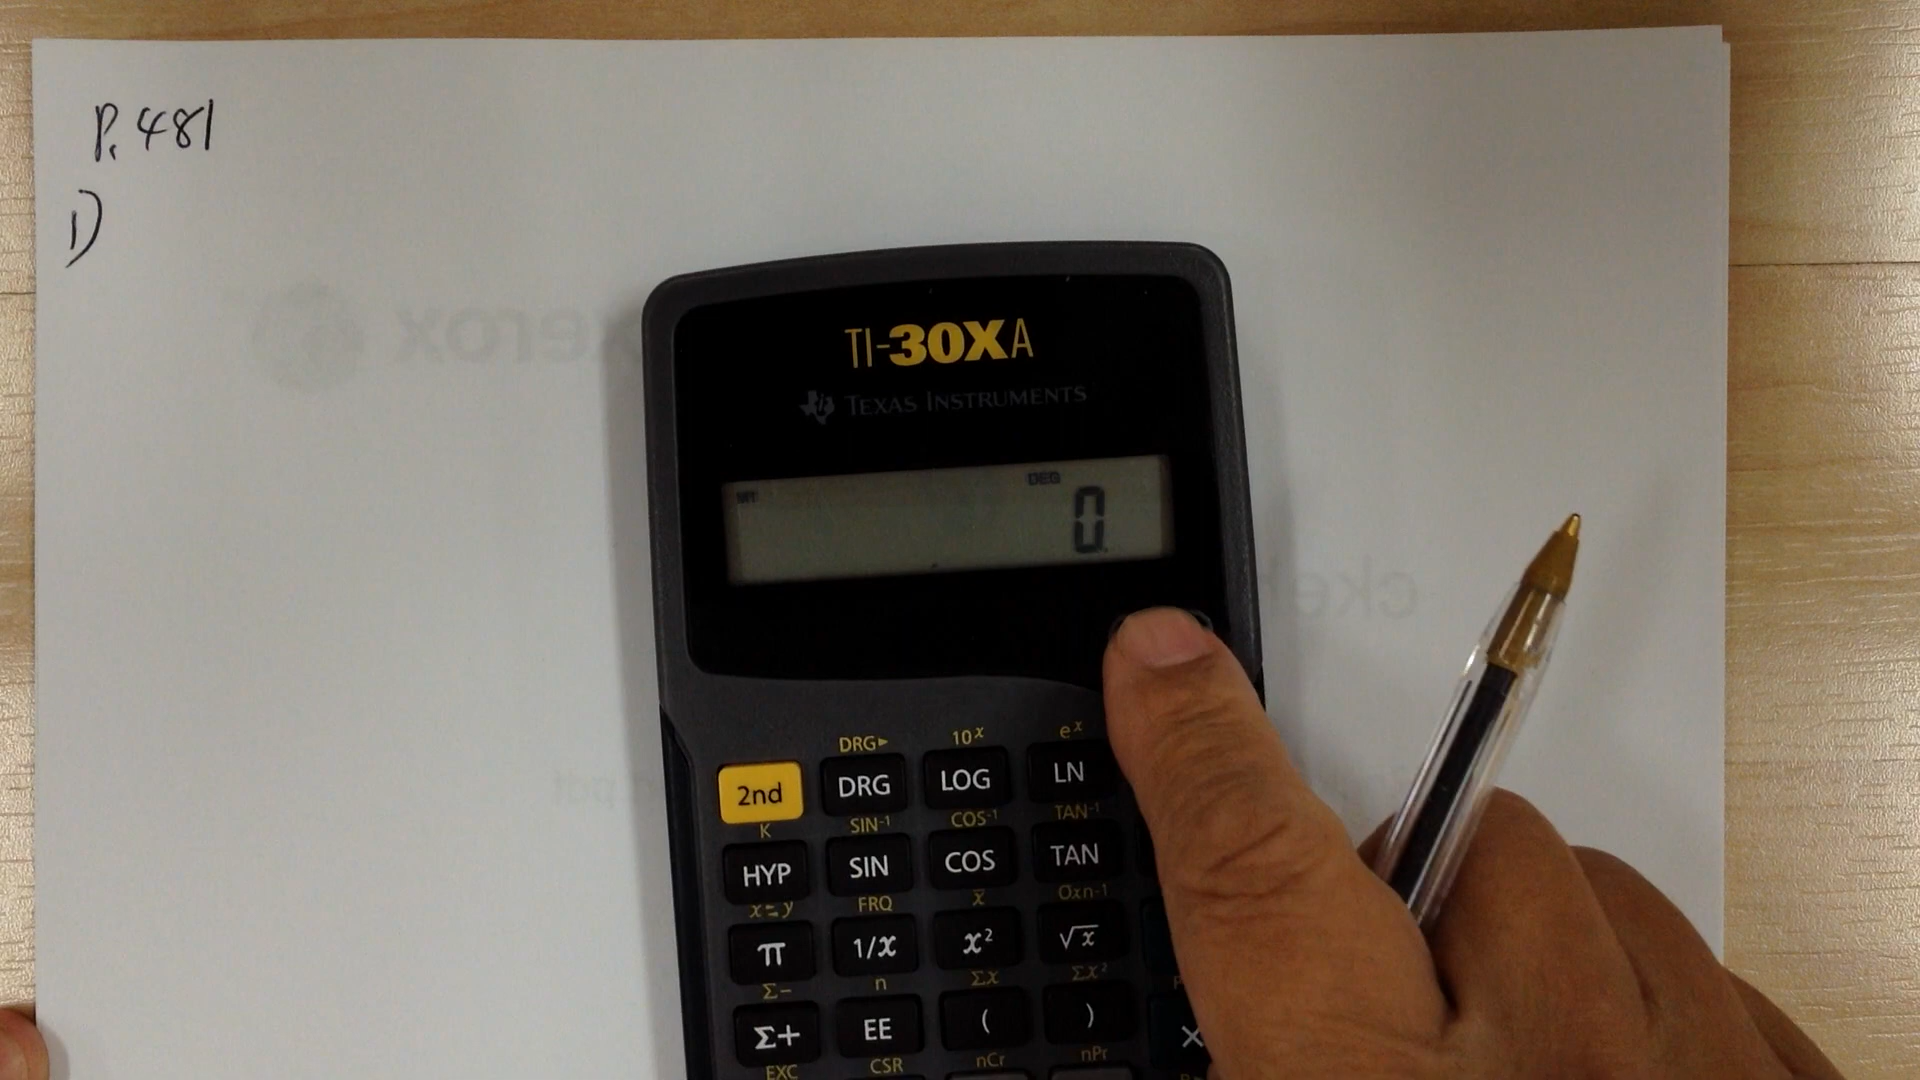 P. 481
1)
xerox
TI-30XA
TEXAS INSTRUMENTS
DEG
0.
DRG► 10ˣ eˣ
2nd DRG LOG LN
K SIN⁻¹ COS⁻¹ TAN⁻¹
HYP SIN COS TAN
x⇆y FRQ x̄ σxn-1
π 1/x x² √x
Σ- n Σx Σx²
Σ+ EE ( ) ×
EXC CSR nCr nPr